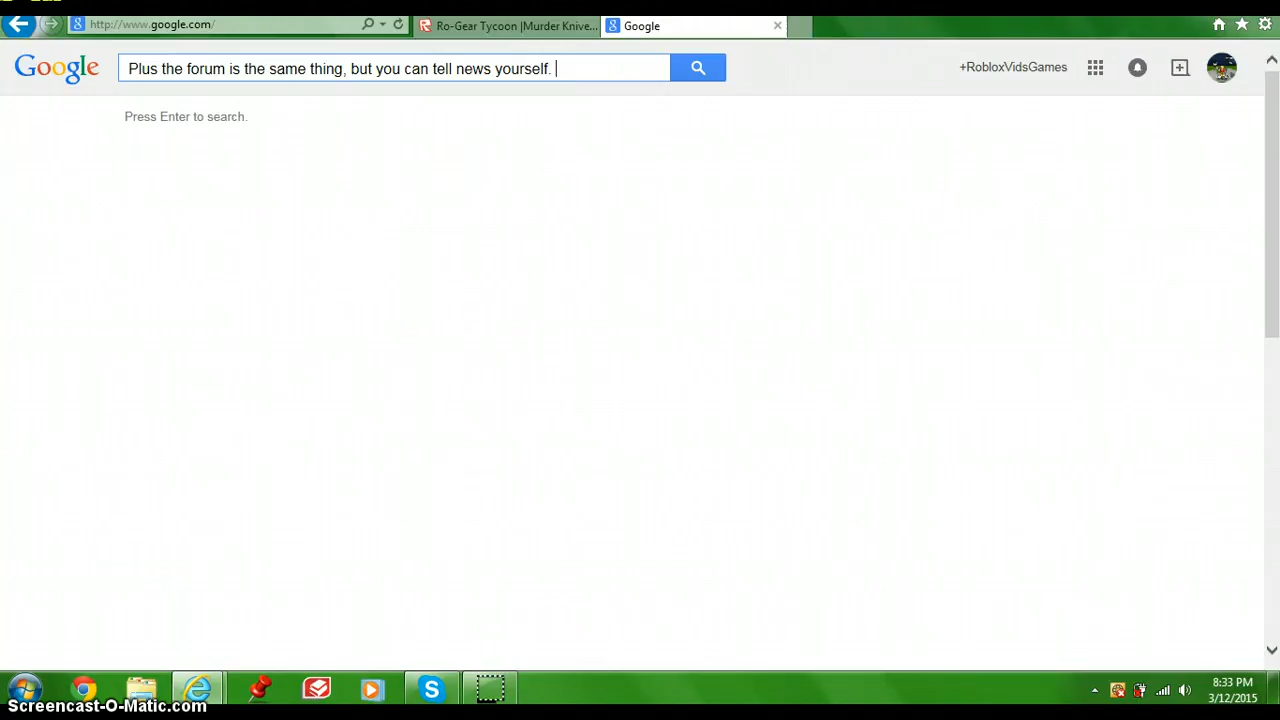 http://www.google.com/
Ro-Gear Tycoon |Murder Knive...
Google
Google
Plus the forum is the same thing, but you can tell news yourself.
+RobloxVidsGames
Press Enter to search.
8:33 PM
3/12/2015
Screencast-O-Matic.com